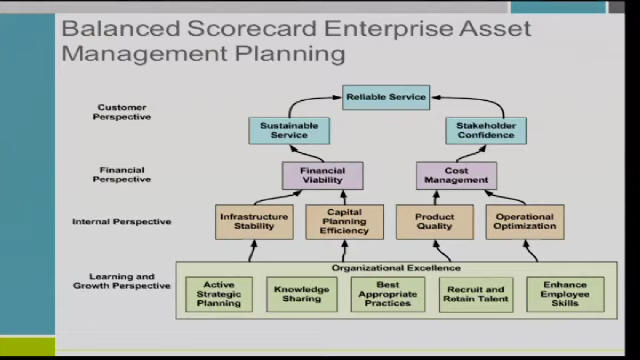 Balanced Scorecard Enterprise Asset
Management Planning
Customer
Perspective
Reliable Service
Sustainable
Service
Stakeholder
Confidence
Financial
Perspective
Financial
Viability
Cost
Management
Internal Perspective
Infrastructure
Stability
Capital
Planning
Efficiency
Product
Quality
Operational
Optimization
Learning and
Growth Perspective
Organizational Excellence
Active
Strategic
Planning
Knowledge
Sharing
Best
Appropriate
Practices
Recruit and
Retain Talent
Enhance
Employee
Skills